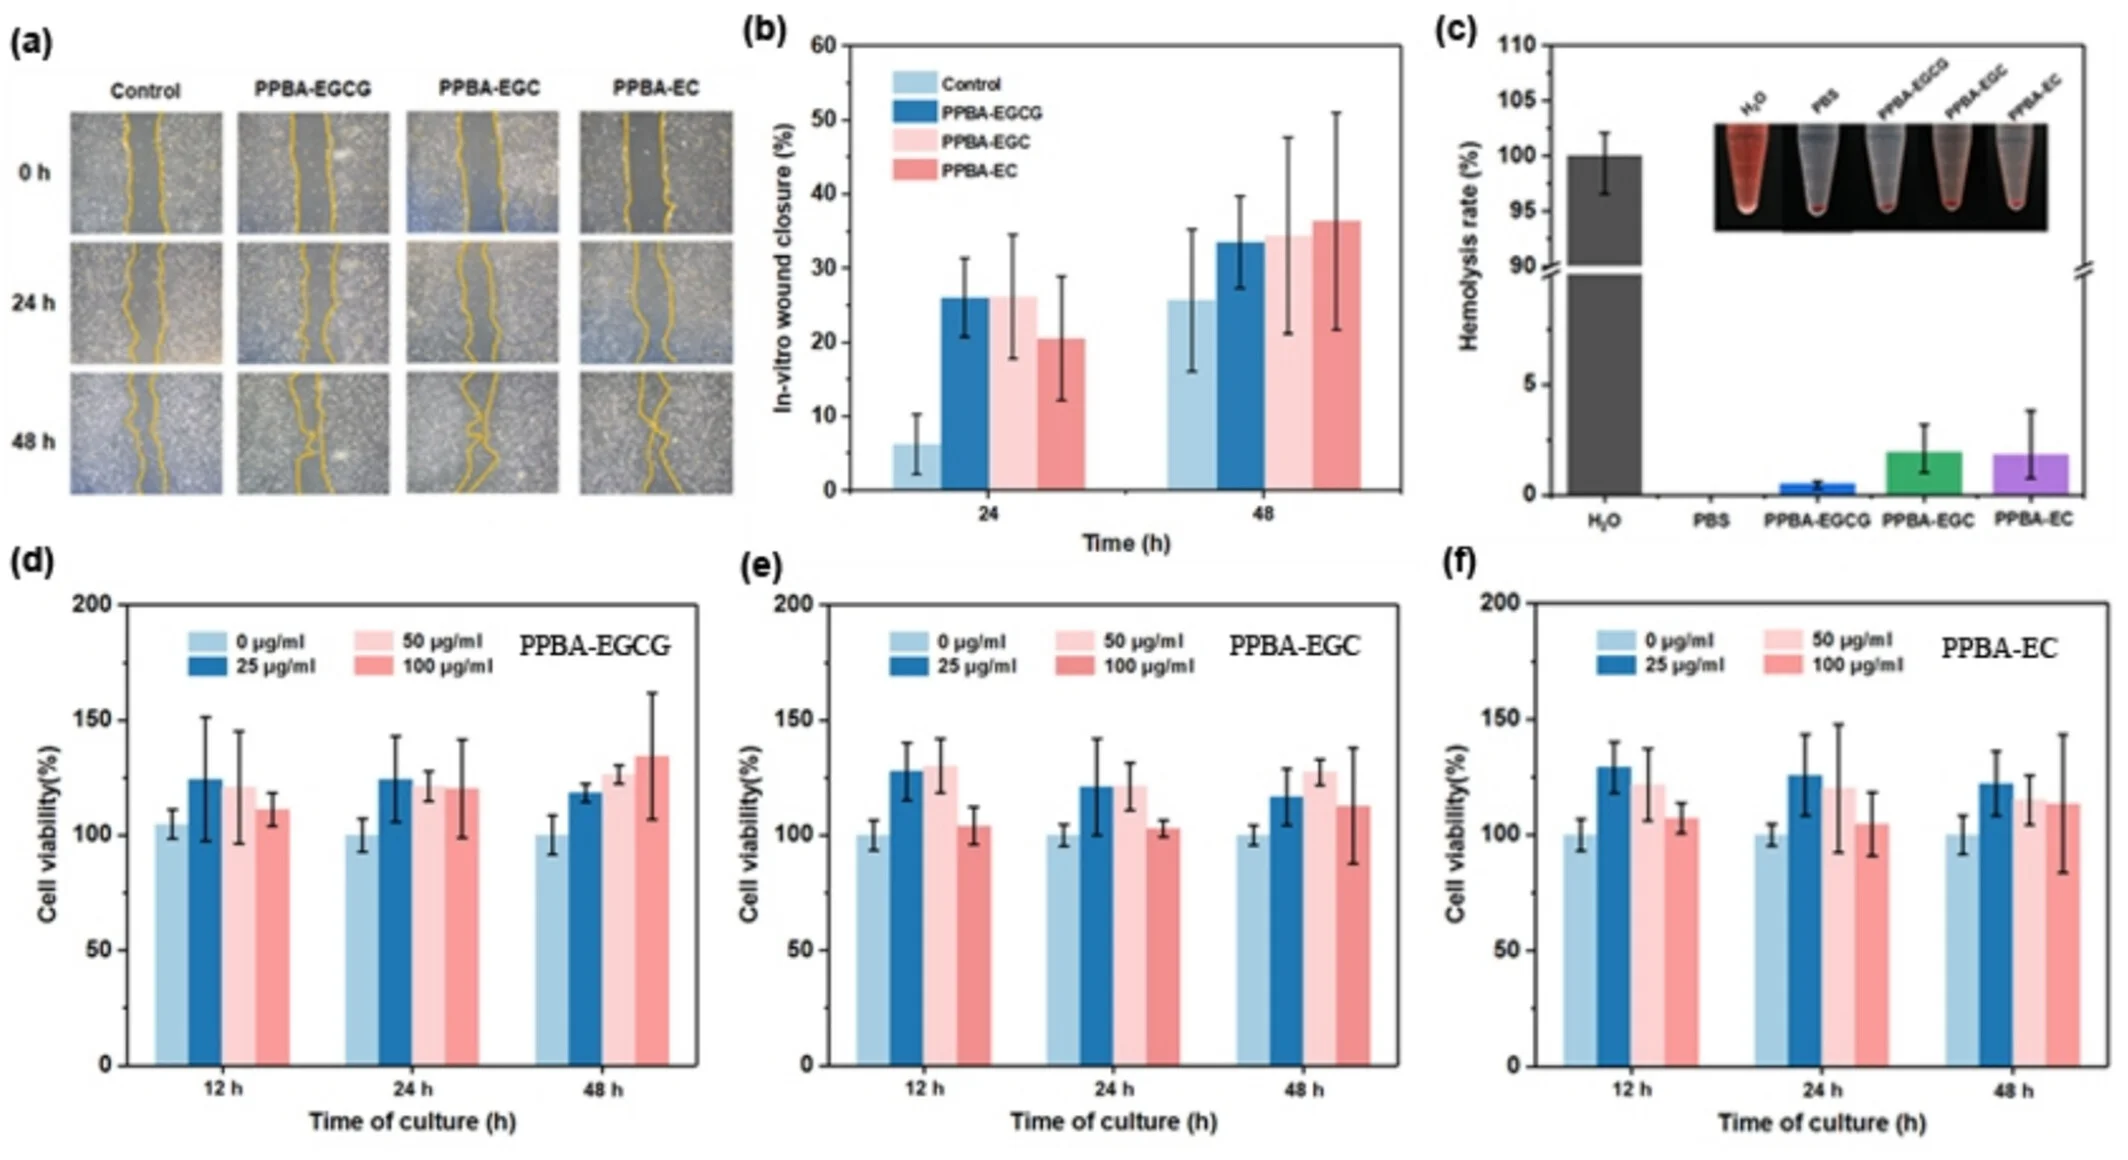 (a)
Control PPBA-EGCG PPBA-EGC PPBA-EC
0 h
24 h
48 h
(b)
60
50
40
30
20
10
0
In-vitro wound closure (%)
Control
PPBA-EGCG
PPBA-EGC
PPBA-EC
24 48
Time (h)
(c)
110
105
100
95
90
5
0
Hemolysis rate (%)
H₂O PBS PPBA-EGCG PPBA-EGC PPBA-EC
H₂O PBS PPBA-EGCG PPBA-EGC PPBA-EC
(d)
200
150
100
50
0
Cell viability(%)
0 µg/ml 50 µg/ml
25 µg/ml 100 µg/ml
PPBA-EGCG
12 h 24 h 48 h
Time of culture (h)
(e)
200
150
100
50
0
Cell viability(%)
0 µg/ml 50 µg/ml
25 µg/ml 100 µg/ml
PPBA-EGC
12 h 24 h 48 h
Time of culture (h)
(f)
200
150
100
50
0
Cell viability(%)
0 µg/ml 50 µg/ml
25 µg/ml 100 µg/ml
PPBA-EC
12 h 24 h 48 h
Time of culture (h)